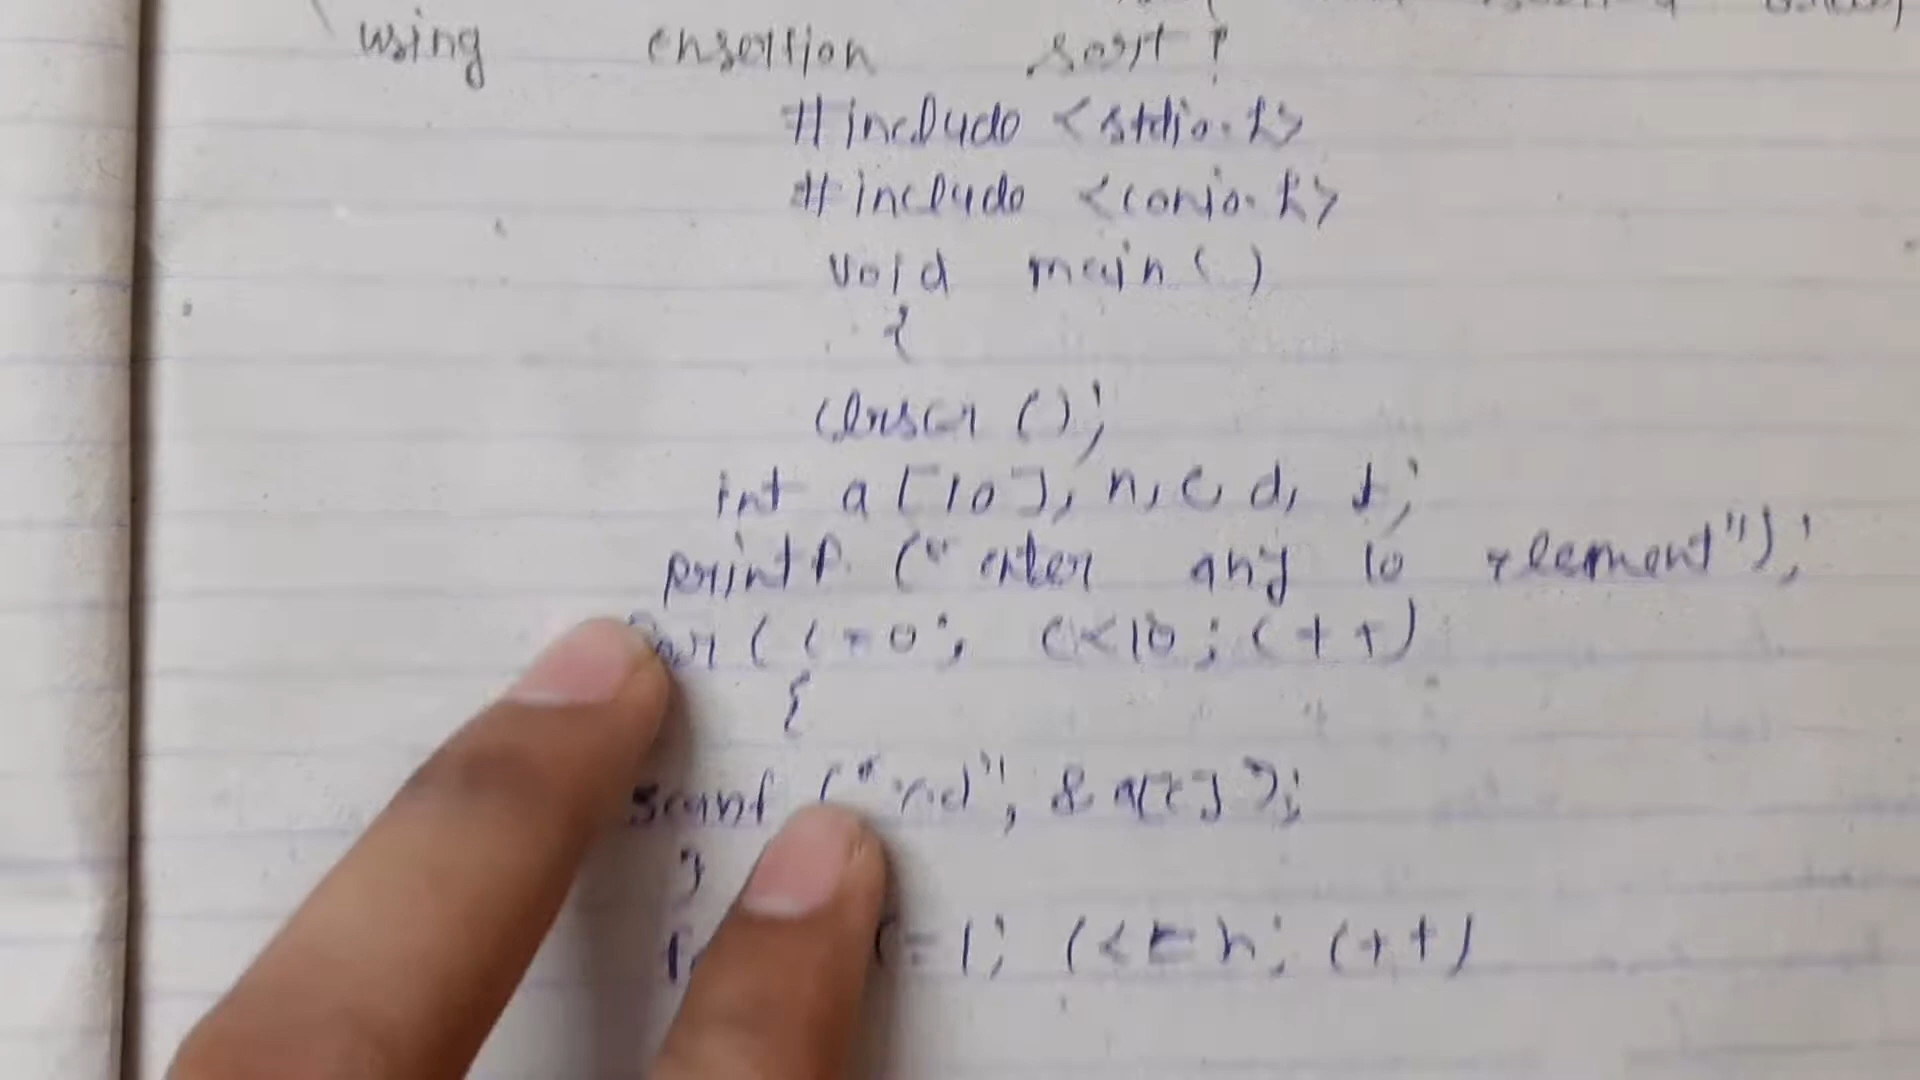 using ensertion sort?
#include <stdio.h>
#include <conio.h>
void main()
{
clrscr ();
int a[10], n, c, d, t;
printf ("enter any 10 element");
for (c=0; c<10; c++)
{
scanf ("%d", &a[c]);
}
=1; c<=n; c++)